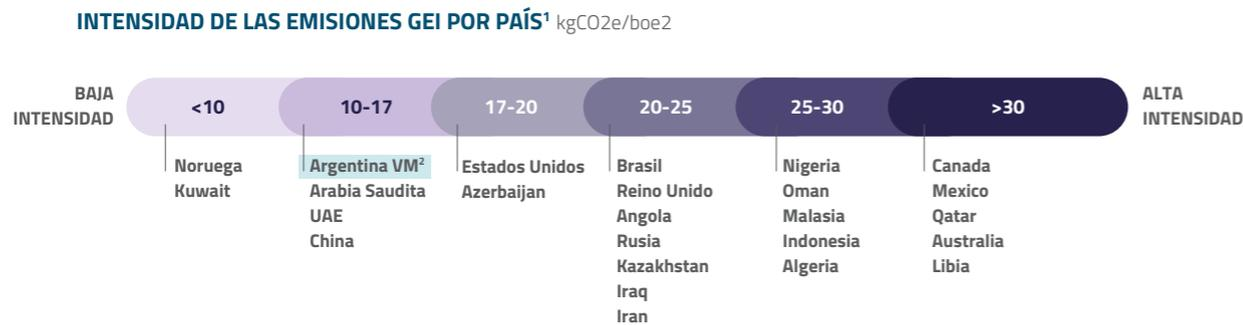 INTENSIDAD DE LAS EMISIONES GEI POR PAÍS¹ kgCO2e/boe2
BAJA
INTENSIDAD
<10
10-17
17-20
20-25
25-30
>30
ALTA
INTENSIDAD
Noruega
Kuwait
Argentina VM²
Arabia Saudita
UAE
China
Estados Unidos
Azerbaijan
Brasil
Reino Unido
Angola
Rusia
Kazakhstan
Iraq
Iran
Nigeria
Oman
Malasia
Indonesia
Algeria
Canada
Mexico
Qatar
Australia
Libia